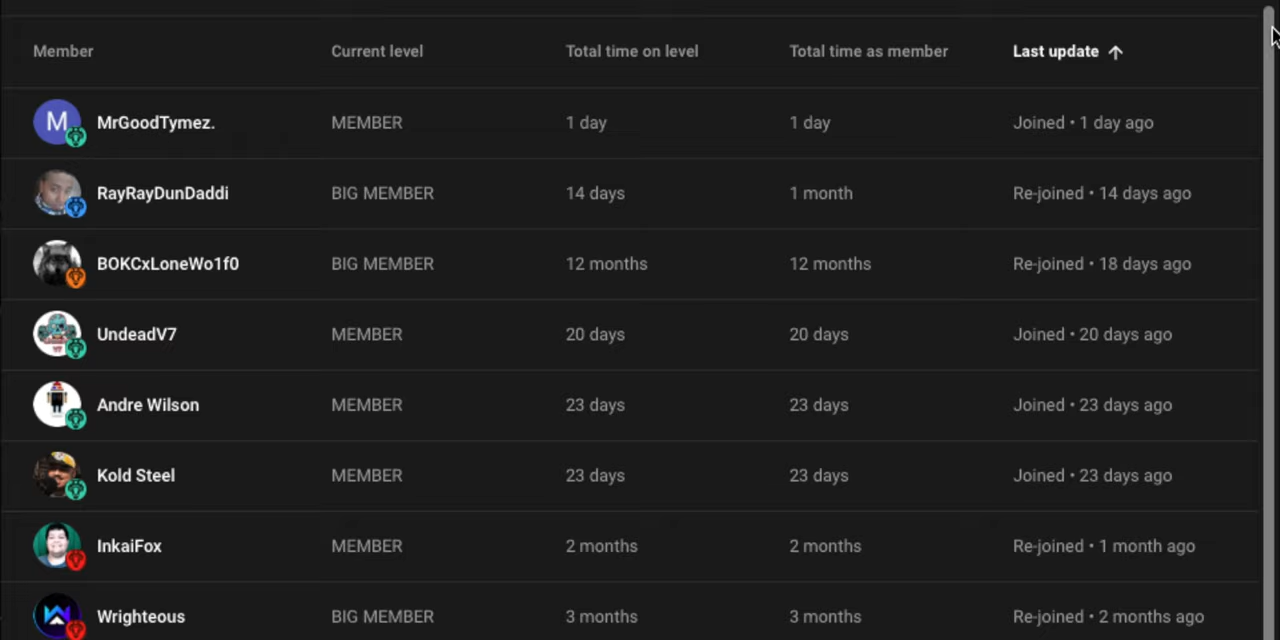 Member Current level Total time on level Total time as member Last update
M MrGoodTymez. MEMBER 1 day 1 day Joined • 1 day ago
RayRayDunDaddi BIG MEMBER 14 days 1 month Re-joined • 14 days ago
BOKCxLoneWo1f0 BIG MEMBER 12 months 12 months Re-joined • 18 days ago
UndeadV7 MEMBER 20 days 20 days Joined • 20 days ago
Andre Wilson MEMBER 23 days 23 days Joined • 23 days ago
Kold Steel MEMBER 23 days 23 days Joined • 23 days ago
InkaiFox MEMBER 2 months 2 months Re-joined • 1 month ago
Wrighteous BIG MEMBER 3 months 3 months Re-joined • 2 months ago